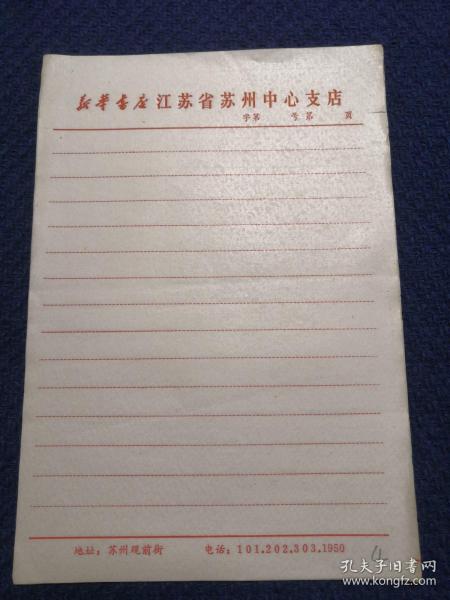 新华书店江苏省苏州中心支店
字第 号第 页
地址：苏州观前街 电话：101.202.303.1950
4
孔夫子旧书网
kongfz.com